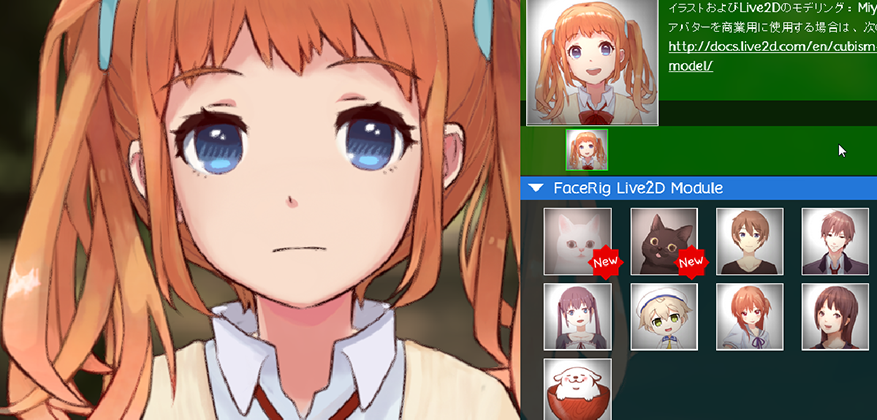 イラストおよびLive2Dのモデリング：Miy
アバターを商業用に使用する場合は、次の
http://docs.live2d.com/en/cubism-
model/
FaceRig Live2D Module
New
New